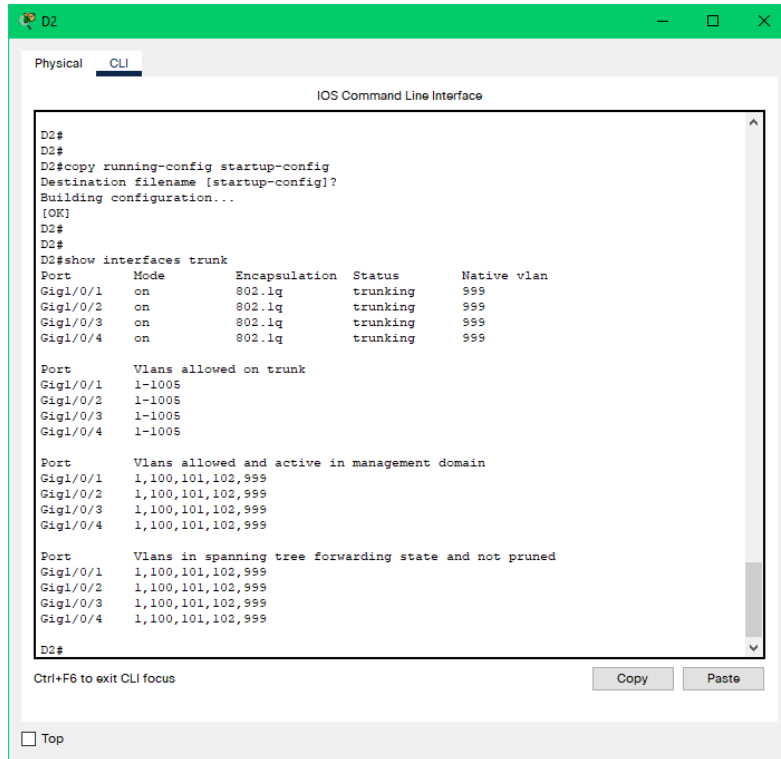 D2
Physical CLI
IOS Command Line Interface
D2#
D2#
D2#copy running-config startup-config
Destination filename [startup-config]?
Building configuration...
[OK]
D2#
D2#
D2#show interfaces trunk
Port Mode Encapsulation Status Native vlan
Gig1/0/1 on 802.1q trunking 999
Gig1/0/2 on 802.1q trunking 999
Gig1/0/3 on 802.1q trunking 999
Gig1/0/4 on 802.1q trunking 999
Port Vlans allowed on trunk
Gig1/0/1 1-1005
Gig1/0/2 1-1005
Gig1/0/3 1-1005
Gig1/0/4 1-1005
Port Vlans allowed and active in management domain
Gig1/0/1 1,100,101,102,999
Gig1/0/2 1,100,101,102,999
Gig1/0/3 1,100,101,102,999
Gig1/0/4 1,100,101,102,999
Port Vlans in spanning tree forwarding state and not pruned
Gig1/0/1 1,100,101,102,999
Gig1/0/2 1,100,101,102,999
Gig1/0/3 1,100,101,102,999
Gig1/0/4 1,100,101,102,999
D2#
Ctrl+F6 to exit CLI focus Copy Paste
Top